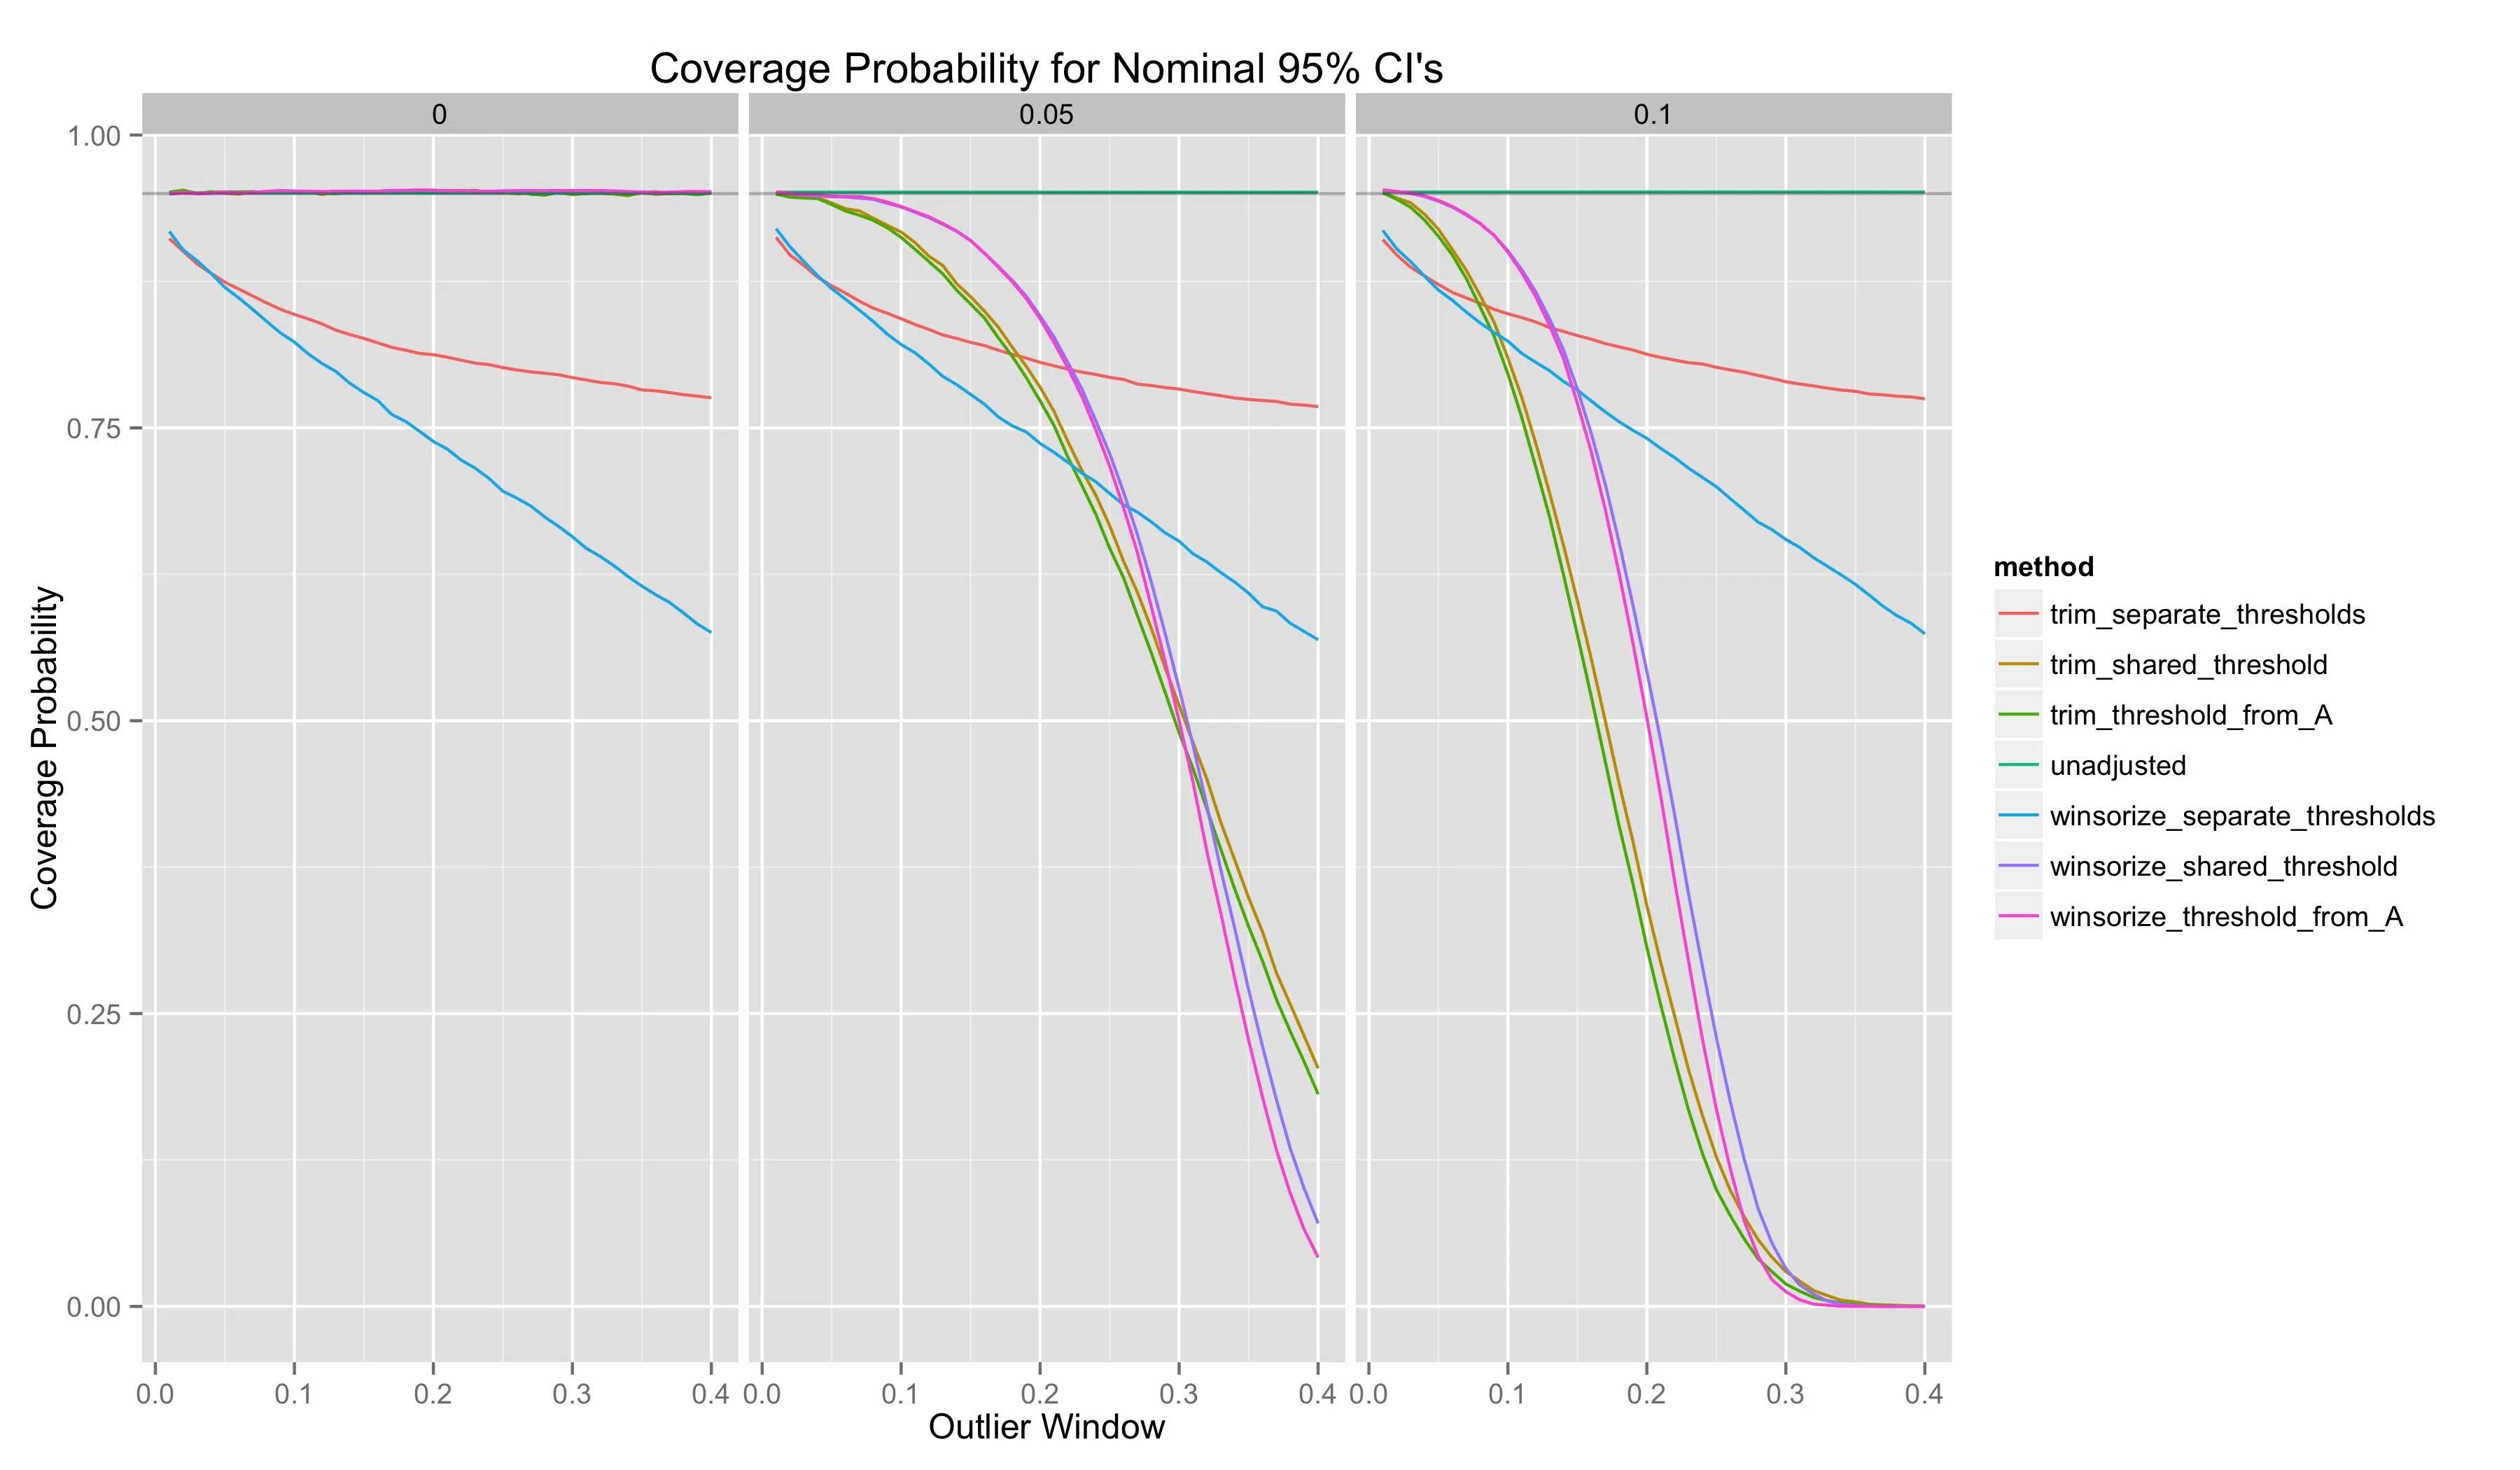 Coverage Probability for Nominal 95% CI's
0 0.05 0.1
1.00
0.75
0.50
0.25
0.00
Coverage Probability
0.0 0.1 0.2 0.3 0.4 0.0 0.1 0.2 0.3 0.4 0.0 0.1 0.2 0.3 0.4
Outlier Window
method
trim_separate_thresholds
trim_shared_threshold
trim_threshold_from_A
unadjusted
winsorize_separate_thresholds
winsorize_shared_threshold
winsorize_threshold_from_A